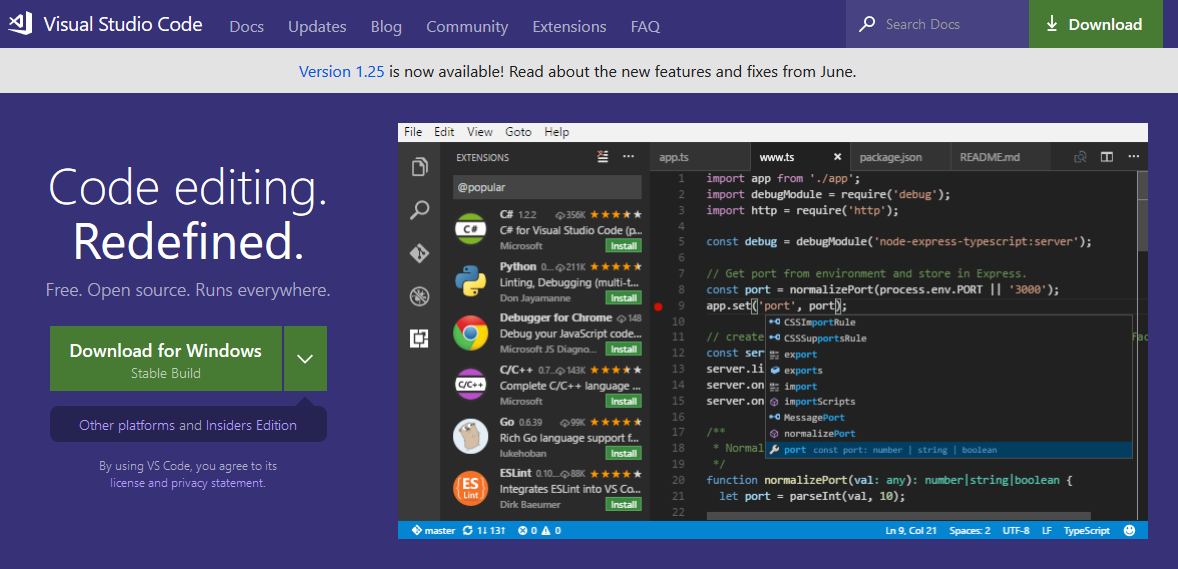 Visual Studio Code Docs Updates Blog Community Extensions FAQ Search Docs Download
Version 1.25 is now available! Read about the new features and fixes from June.
Code editing.
Redefined.
Free. Open source. Runs everywhere.
Download for Windows
Stable Build
Other platforms and Insiders Edition
By using VS Code, you agree to its
license and privacy statement.
File Edit View Goto Help
EXTENSIONS
@popular
C# 1.2.2 356K
C# for Visual Studio Code (p...
Microsoft Install
Python 0... 211K
Linting, Debugging (multi-t...
Don Jayamanne Install
Debugger for Chrome 148
Debug your JavaScript code...
Microsoft JS Diagno... Install
C/C++ 0.7... 143K
Complete C/C++ language ...
Microsoft Install
Go 0.6.39 99K
Rich Go language support f...
lukehoban Install
ESLint 0.10... 88K
Integrates ESLint into VS Co...
Dirk Baeumer Install
C#
C/C++
ES
Lint
app.ts www.ts package.json README.md
1 import app from './app';
2 import debugModule = require('debug');
3 import http = require('http');
4
5 const debug = debugModule('node-express-typescript:server');
6
7 // Get port from environment and store in Express.
8 const port = normalizePort(process.env.PORT || '3000');
9 app.set('port', port);
10
11 // create
12 const ser
13 server.li
14 server.on
15 server.on
16
17 /**
18 * Norma
19 */
20 function normalizePort(val: any): number|string|boolean {
21 let port = parseInt(val, 10);
22
CSSImportRule
CSSSupportsRule
export
exports
import
importScripts
MessagePort
normalizePort
port const port: number | string | boolean
master 1↓ 13↑ 0 0 Ln 9, Col 21 Spaces: 2 UTF-8 LF TypeScript